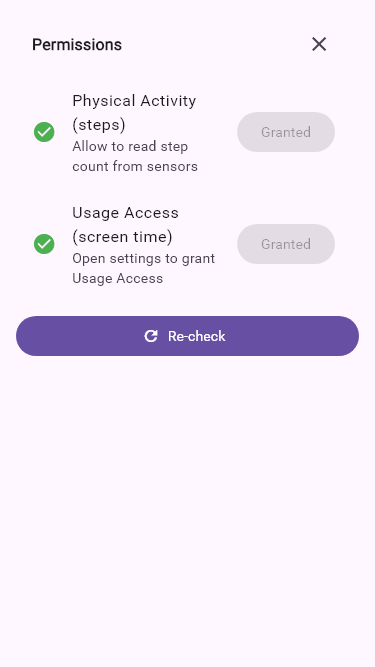 Permissions
Physical Activity
(steps)
Allow to read step
count from sensors
Granted
Usage Access
(screen time)
Open settings to grant
Usage Access
Granted
Re-check